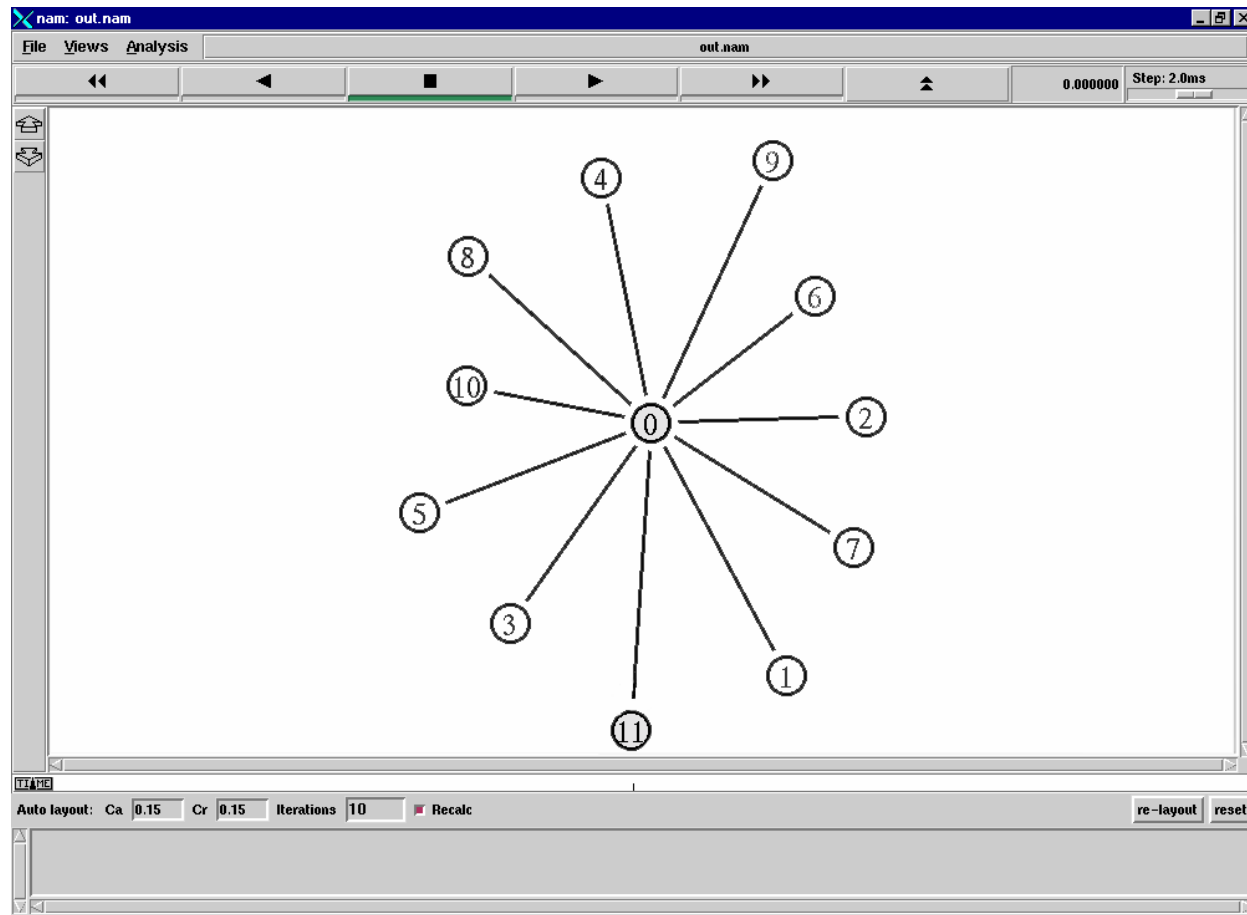 nam: out.nam
File Views Analysis out.nam
0.000000 Step: 2.0ms
9
4
8
6
10
0
2
5
7
3
1
11
TIME
Auto layout: Ca 0.15 Cr 0.15 Iterations 10 Recalc re-layout reset